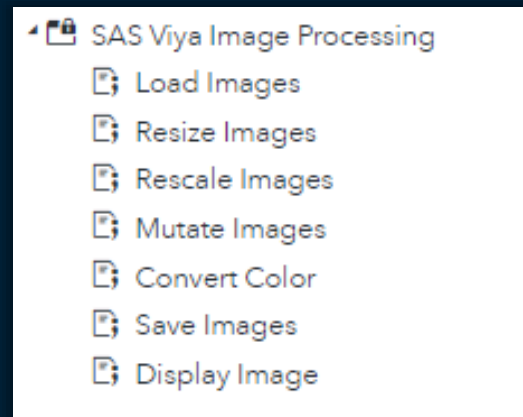 SAS Viya Image Processing
Load Images
Resize Images
Rescale Images
Mutate Images
Convert Color
Save Images
Display Image